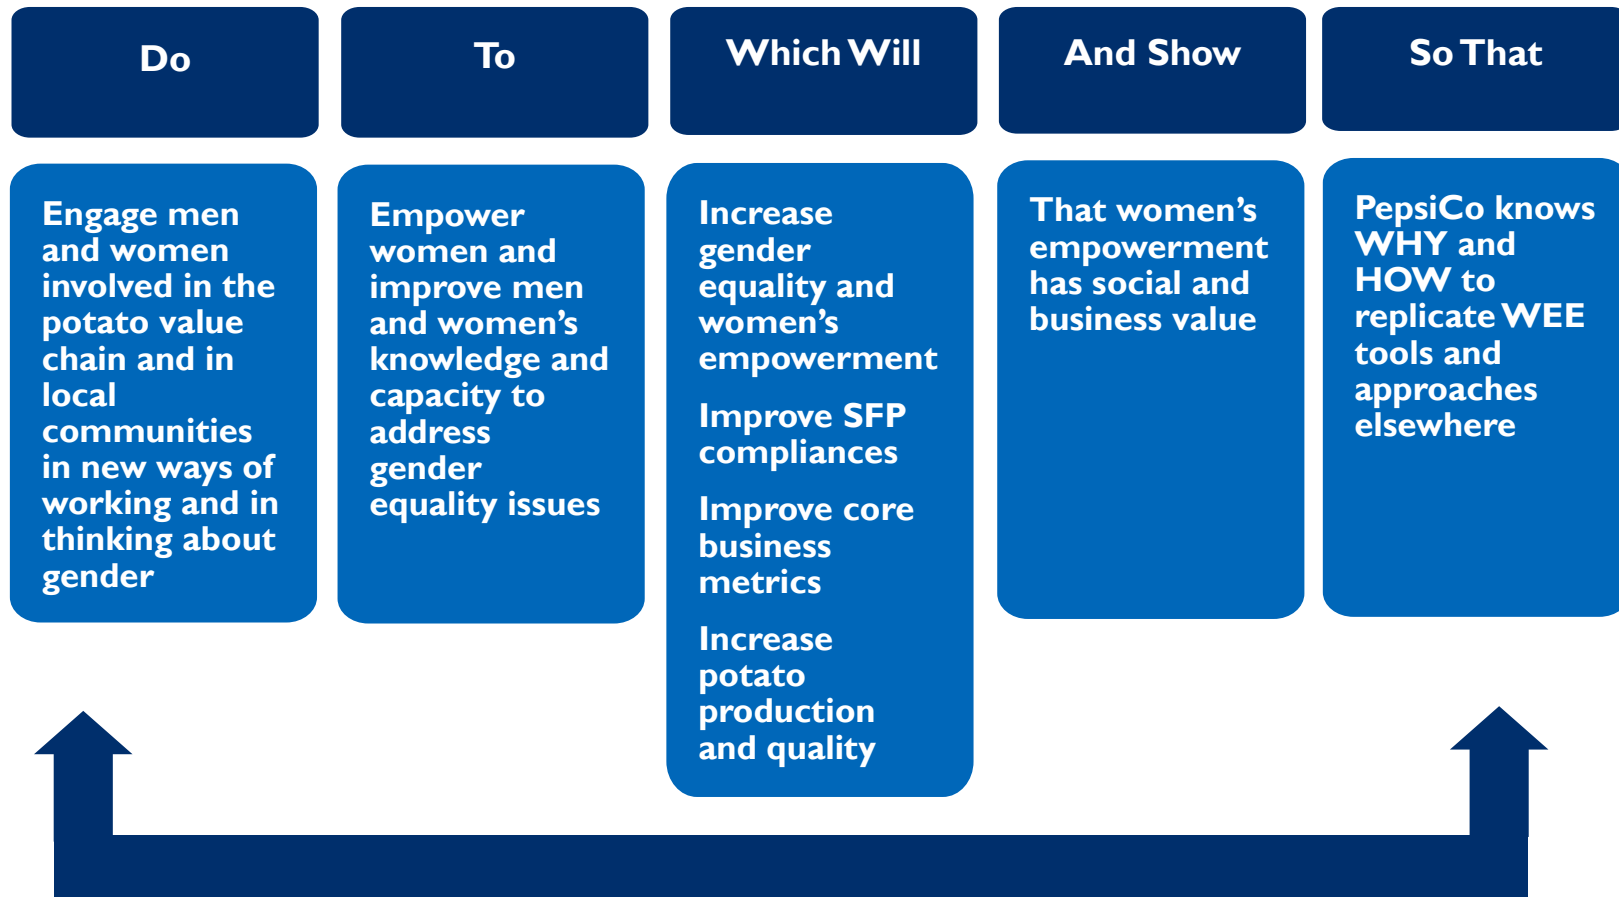 Do
To
Which Will
And Show
So That
Engage men
and women
involved in the
potato value
chain and in
local
communities
in new ways of
working and in
thinking about
gender
Empower
women and
improve men
and women’s
knowledge and
capacity to
address
gender
equality issues
Increase
gender
equality and
women’s
empowerment
Improve SFP
compliances
Improve core
business
metrics
Increase
potato
production
and quality
That women’s
empowerment
has social and
business value
PepsiCo knows
WHY and
HOW to
replicate WEE
tools and
approaches
elsewhere